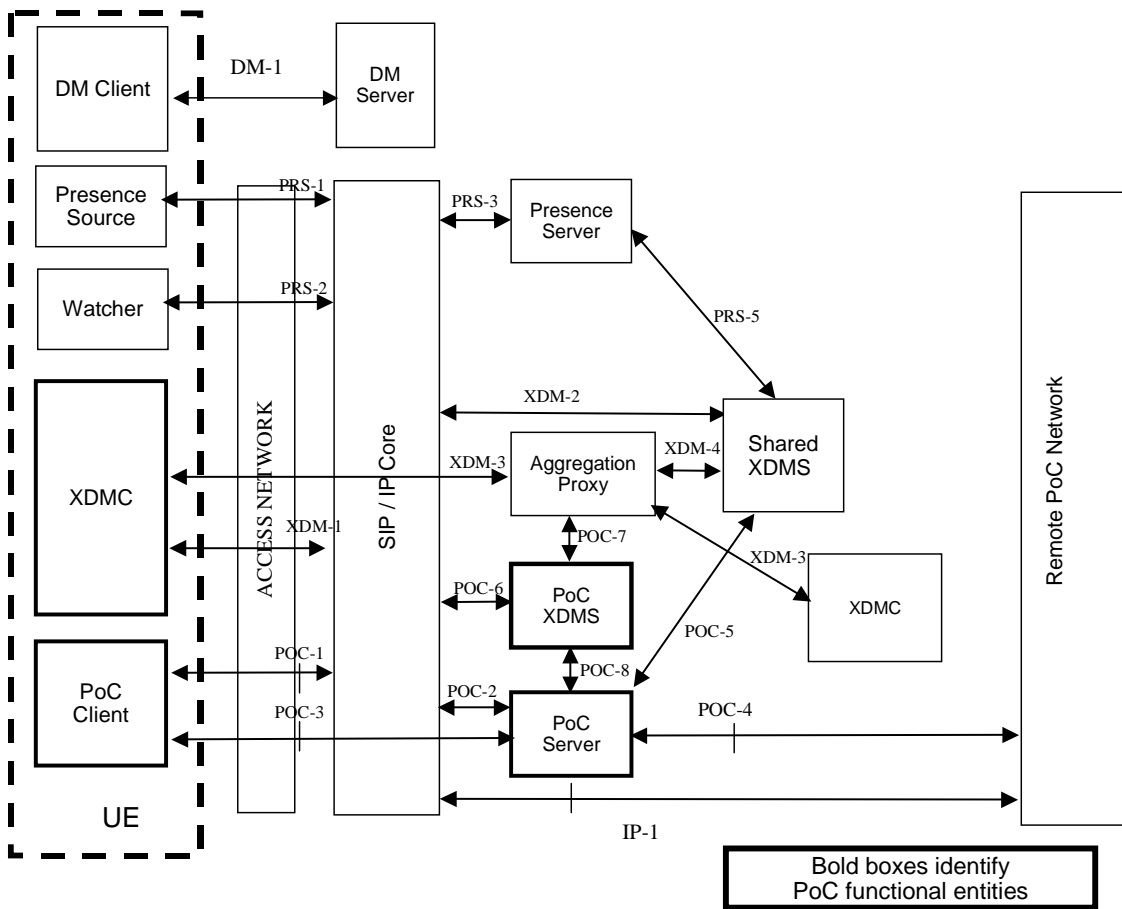 DM Client
DM-1
DM
Server
Presence
Source
PRS-1
PRS-3
Presence
Server
Watcher
PRS-2
PRS-5
XDMC
ACCESS NETWORK
SIP / IP Core
XDM-2
Shared
XDMS
XDM-3
Aggregation
Proxy
XDM-4
XDM-1
POC-7
XDM-3
POC-6
PoC
XDMS
POC-5
XDMC
Remote PoC Network
PoC
Client
POC-1
POC-8
POC-2
POC-3
PoC
Server
POC-4
UE
IP-1
Bold boxes identify
PoC functional entities